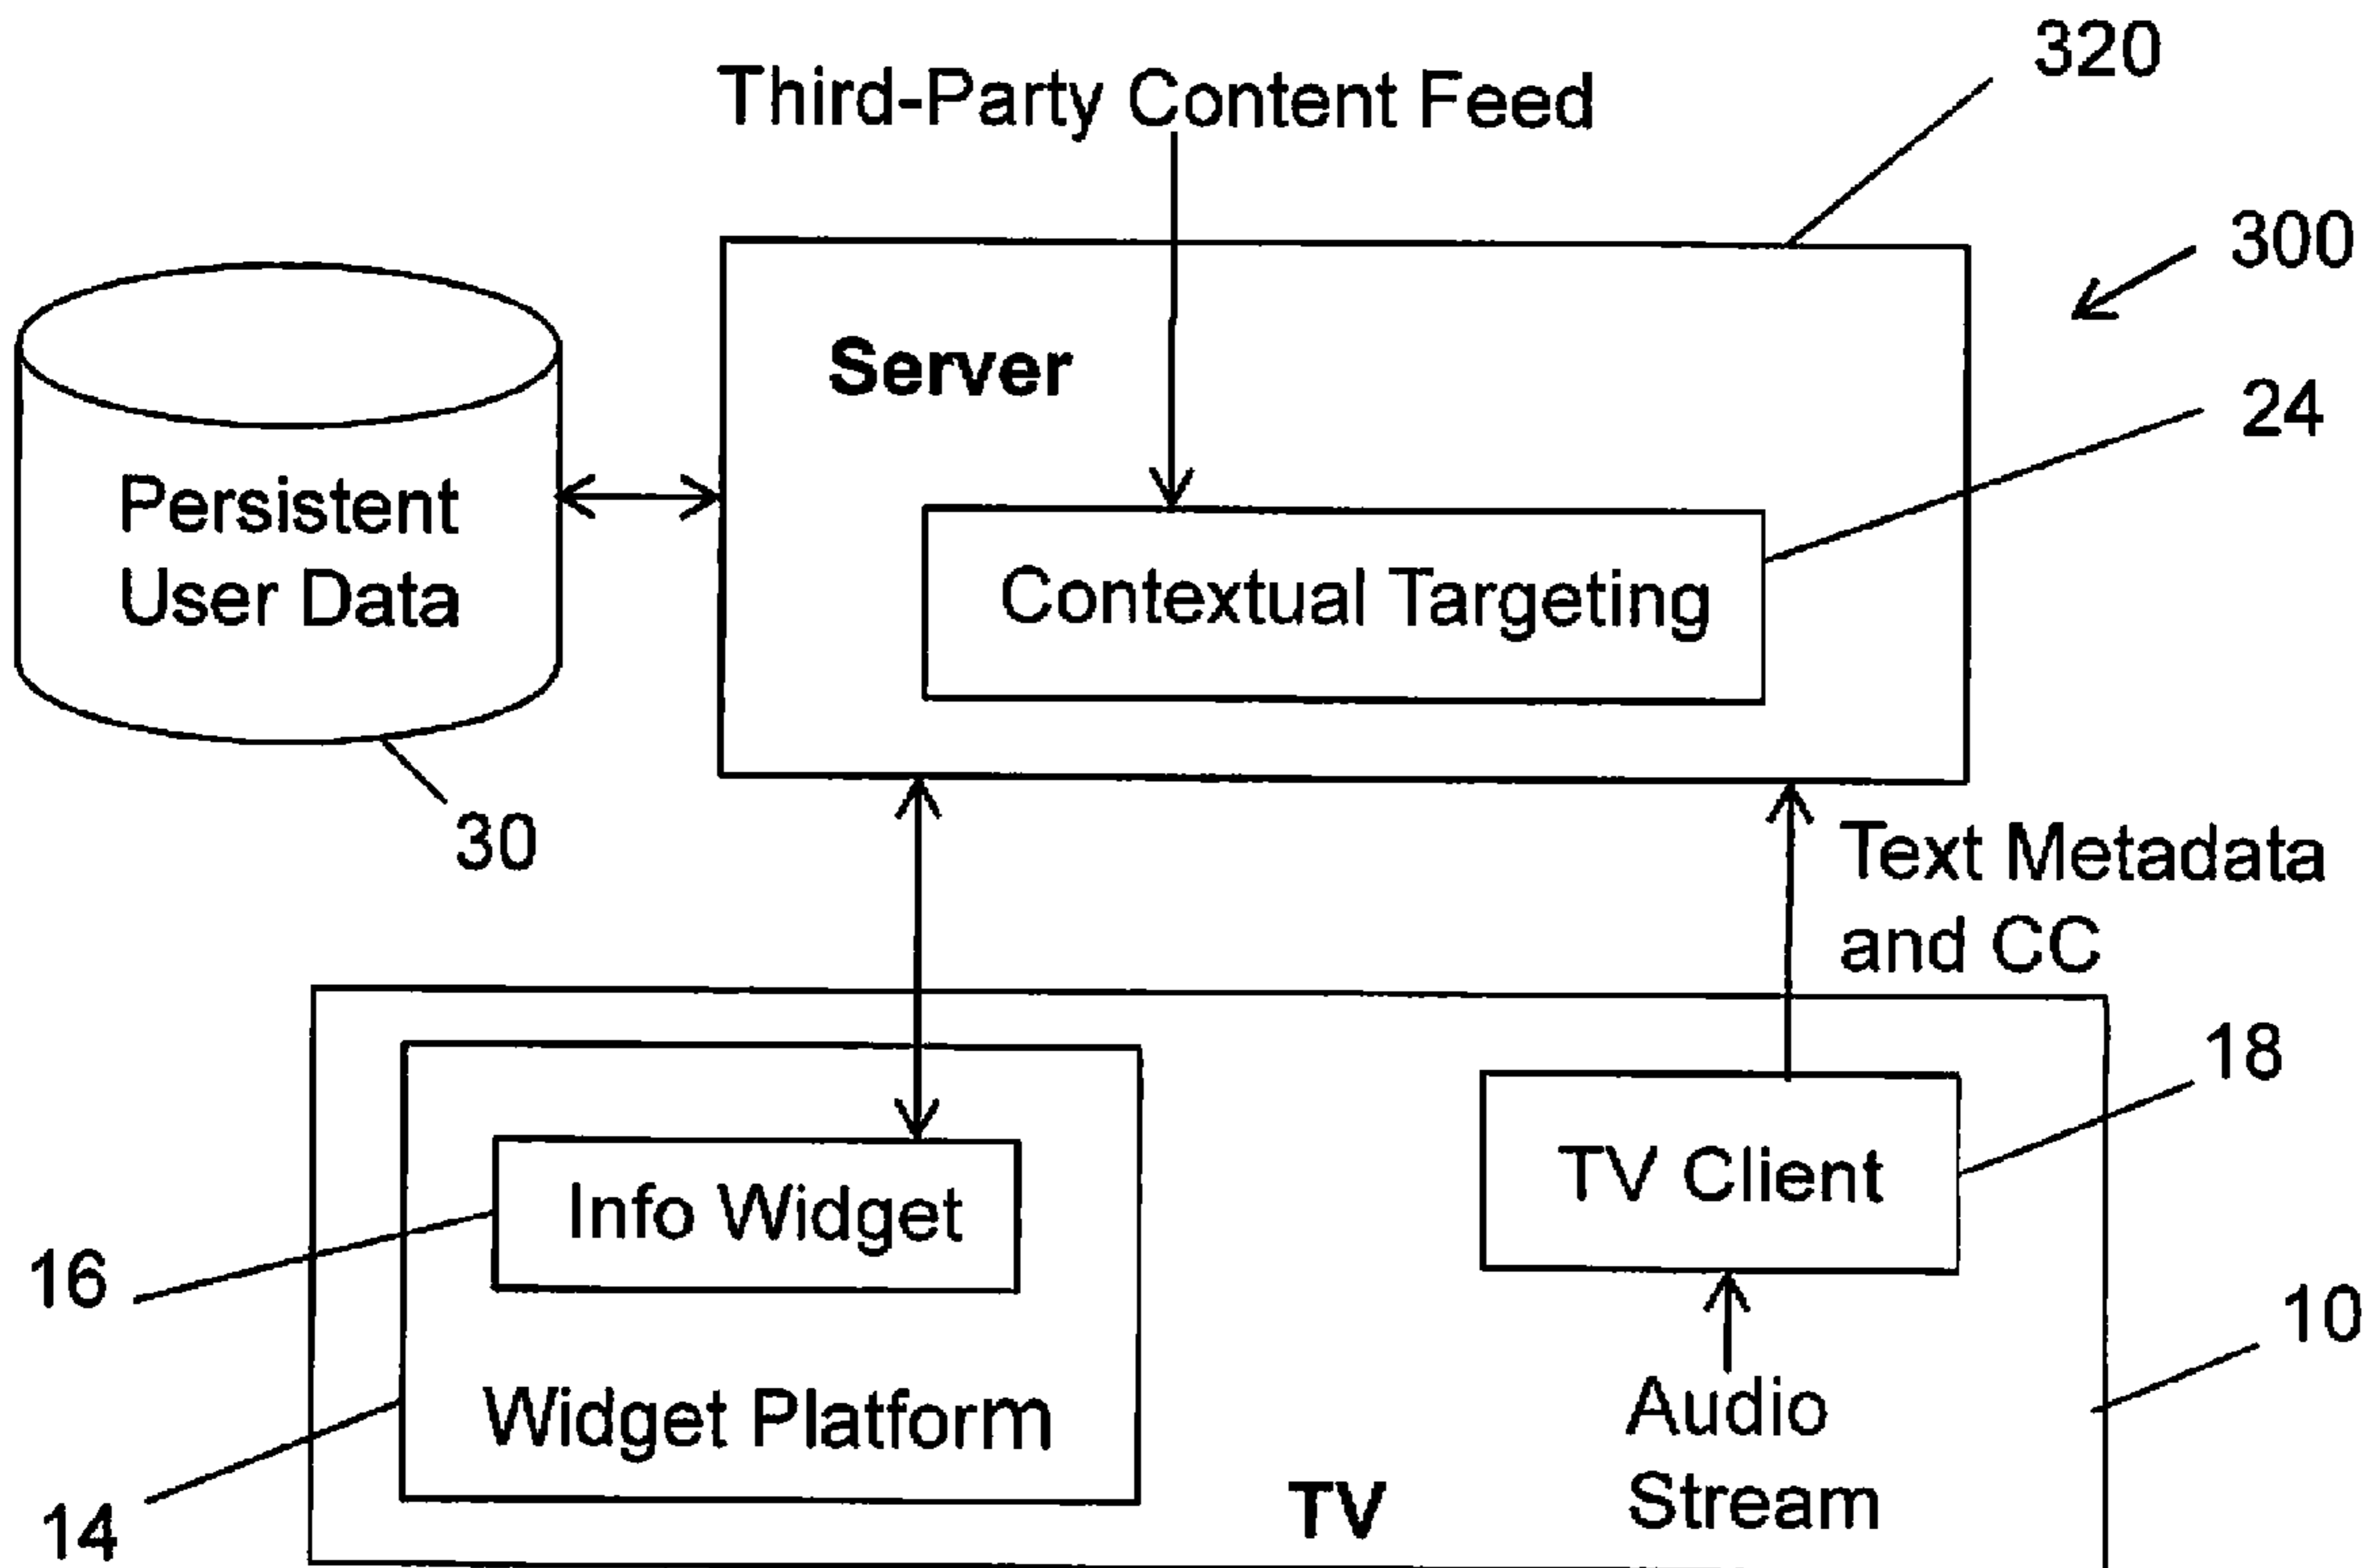 320
Third-Party Content Feed
300
Server
24
Persistent
User Data
Contextual Targeting
30
Text Metadata
and CC
18
TV Client
Info Widget
16
10
Widget Platform
Audio
Stream
TV
14